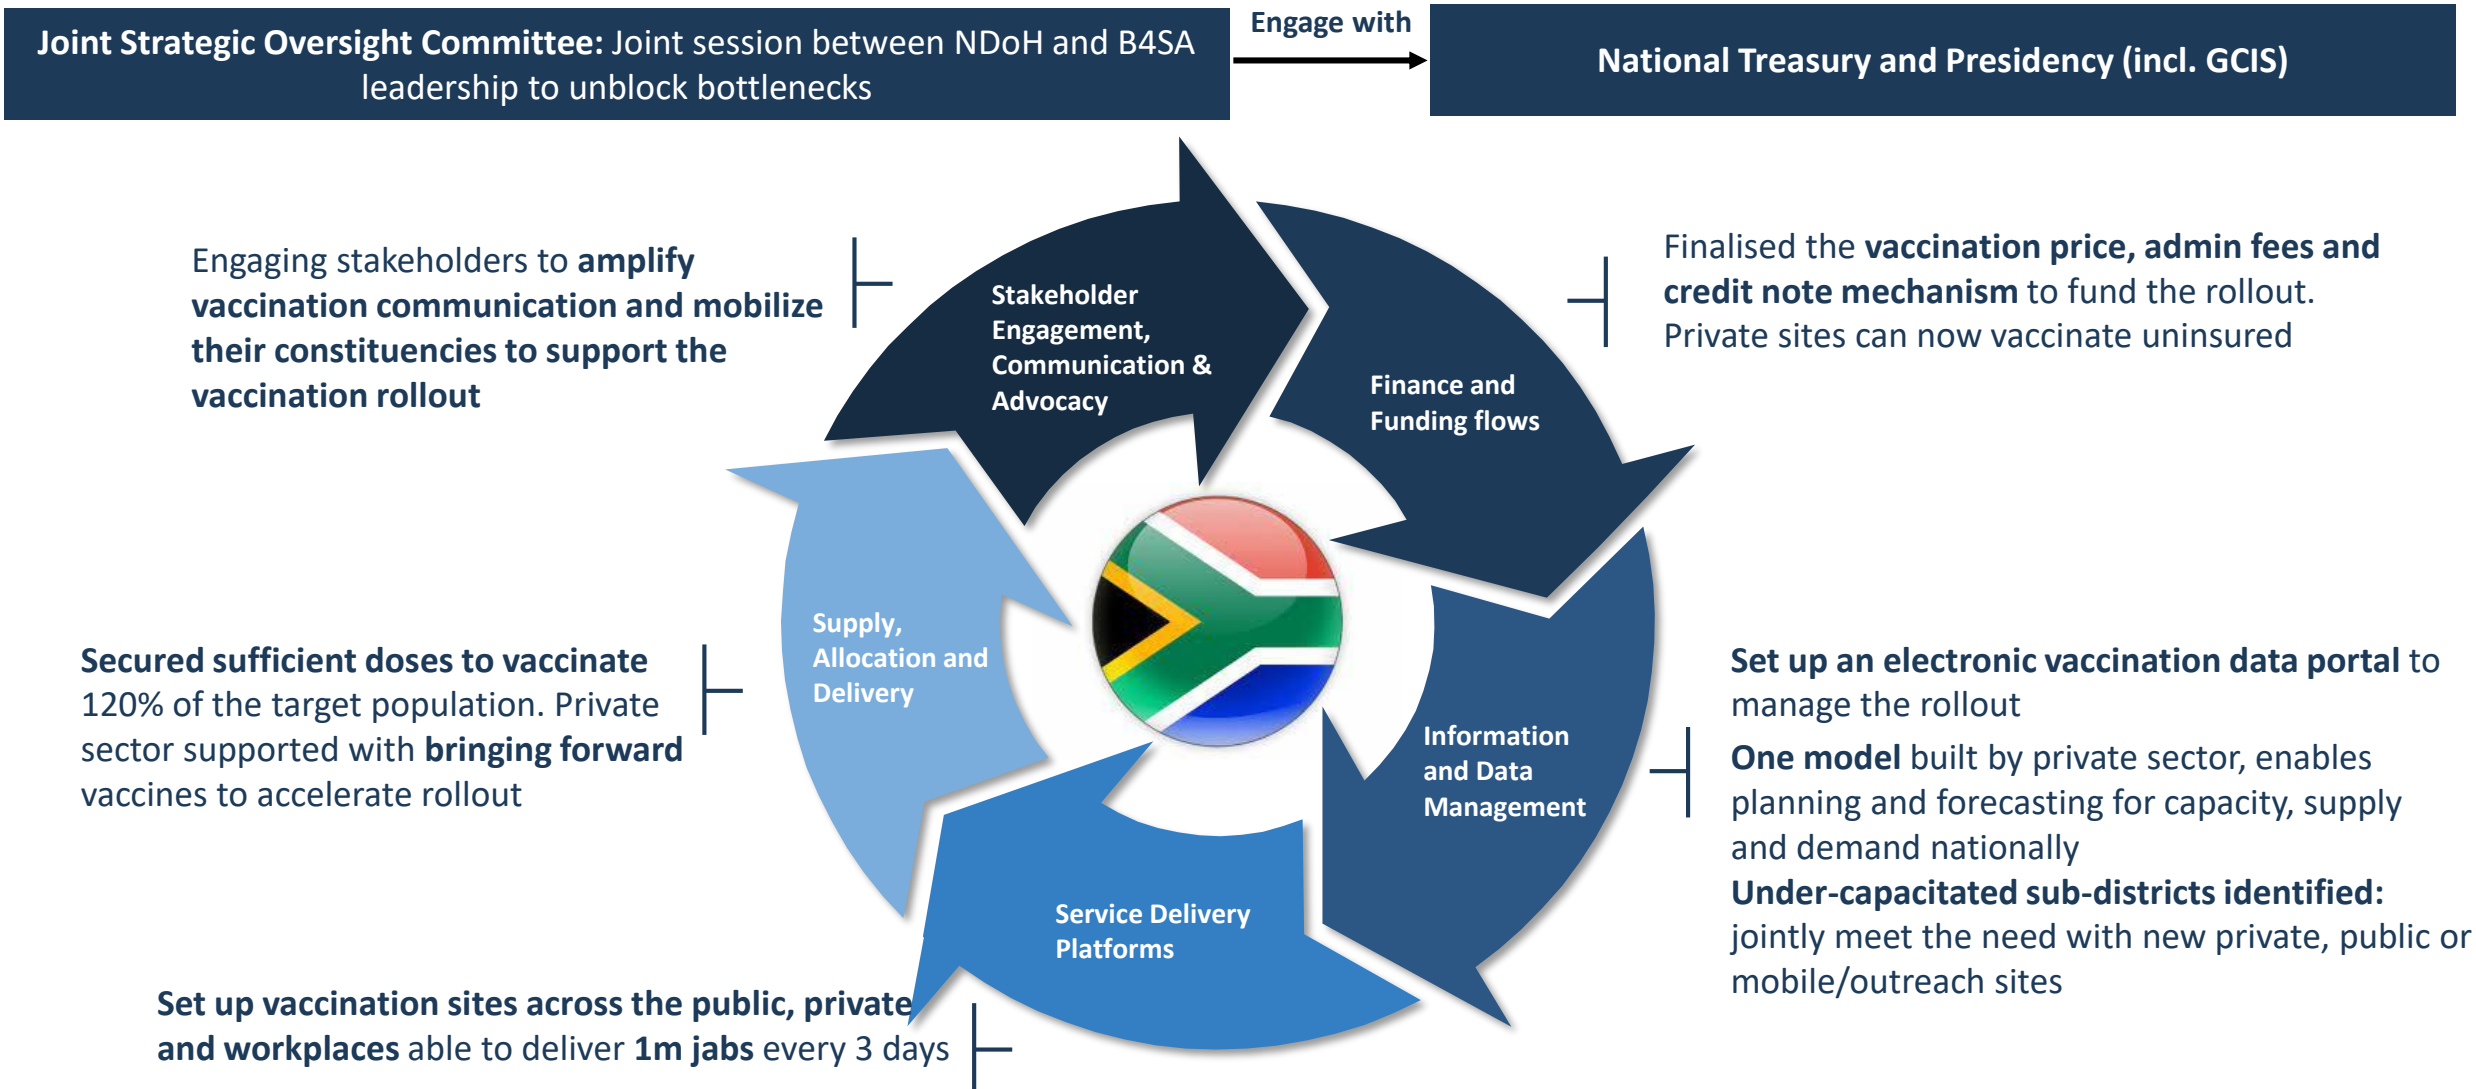 Joint Strategic Oversight Committee: Joint session between NDoH and B4SA
leadership to unblock bottlenecks
Engage with
National Treasury and Presidency (incl. GCIS)
Engaging stakeholders to amplify
vaccination communication and mobilize
their constituencies to support the
vaccination rollout
Stakeholder
Engagement,
Communication &
Advocacy
Finance and
Funding flows
Finalised the vaccination price, admin fees and
credit note mechanism to fund the rollout.
Private sites can now vaccinate uninsured
Secured sufficient doses to vaccinate
120% of the target population. Private
sector supported with bringing forward
vaccines to accelerate rollout
Supply,
Allocation and
Delivery
Information
and Data
Management
Set up an electronic vaccination data portal to
manage the rollout
One model built by private sector, enables
planning and forecasting for capacity, supply
and demand nationally
Under-capacitated sub-districts identified:
jointly meet the need with new private, public or
mobile/outreach sites
Service Delivery
Platforms
Set up vaccination sites across the public, private
and workplaces able to deliver 1m jabs every 3 days